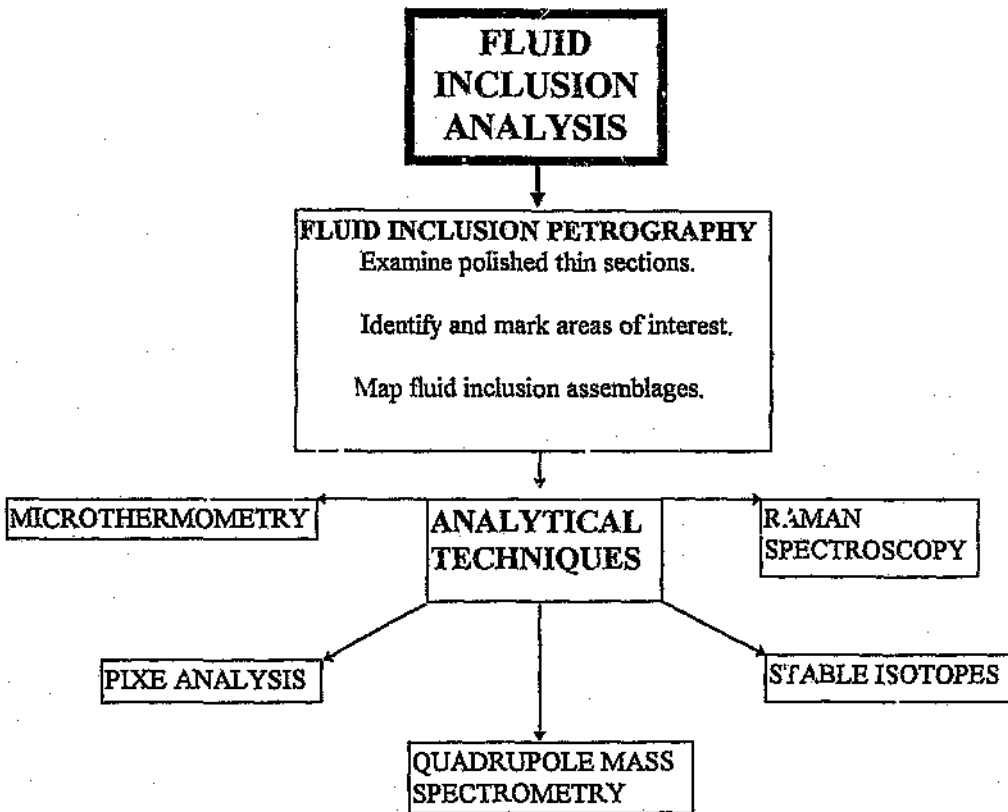 FLUID
INCLUSION
ANALYSIS
FLUID INCLUSION PETROGRAPHY
Examine polished thin sections.
Identify and mark areas of interest.
Map fluid inclusion assemblages.
MICROTHERMOMETRY
ANALYTICAL
TECHNIQUES
RAMAN
SPECTROSCOPY
PIXE ANALYSIS
STABLE ISOTOPES
QUADRUPOLE MASS
SPECTROMETRY